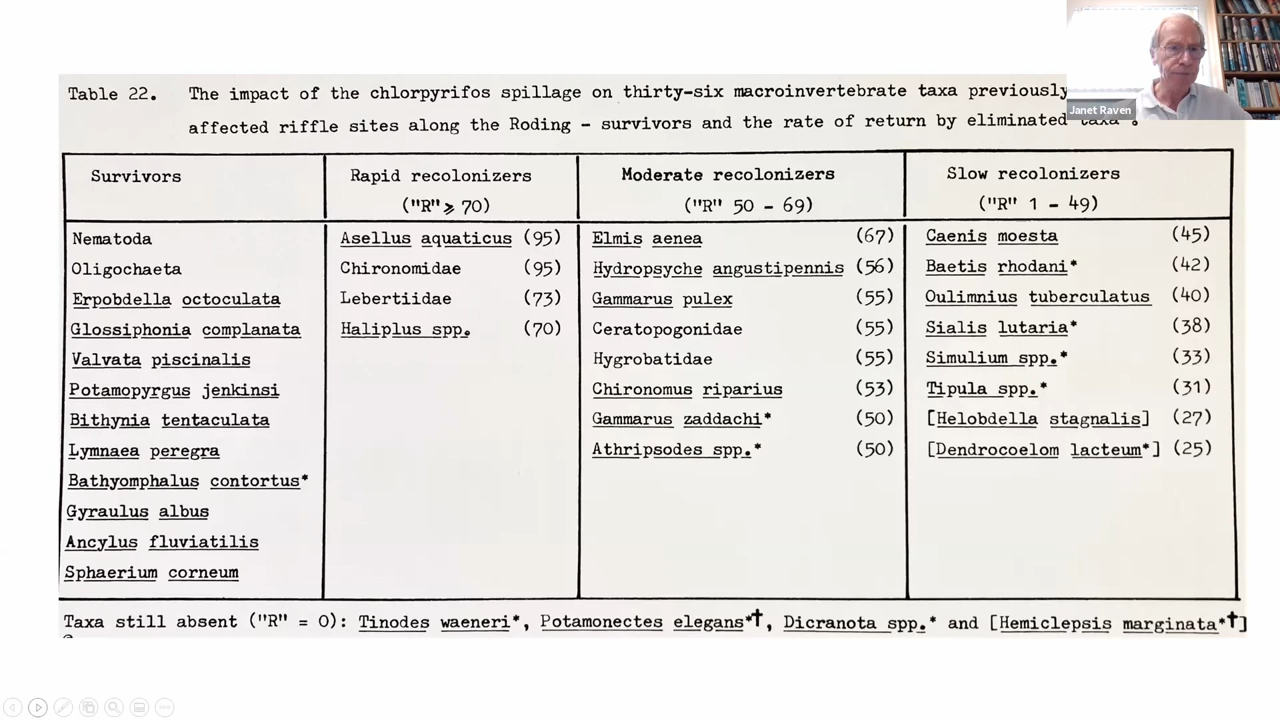 Janet Raven
Table 22. The impact of the chlorpyrifos spillage on thirty-six macroinvertebrate taxa previously
affected riffle sites along the Roding - survivors and the rate of return by eliminated taxa
Survivors
Nematoda
Oligochaeta
Erpobdella octoculata
Glossiphonia complanata
Valvata piscinalis
Potamopyrgus jenkinsi
Bithynia tentaculata
Lymnaea peregra
Bathyomphalus contortus*
Gyraulus albus
Ancylus fluviatilis
Sphaerium corneum
Rapid recolonizers
("R" ⩾ 70)
Asellus aquaticus (95)
Chironomidae (95)
Lebertiidae (73)
Haliplus spp. (70)
Moderate recolonizers
("R" 50 - 69)
Elmis aenea (67)
Hydropsyche angustipennis (56)
Gammarus pulex (55)
Ceratopogonidae (55)
Hygrobatidae (55)
Chironomus riparius (53)
Gammarus zaddachi* (50)
Athripsodes spp.* (50)
Slow recolonizers
("R" 1 - 49)
Caenis moesta (45)
Baetis rhodani* (42)
Oulimnius tuberculatus (40)
Sialis lutaria* (38)
Simulium spp.* (33)
Tipula spp.* (31)
[Helobdella stagnalis] (27)
[Dendrocoelom lacteum*] (25)
Taxa still absent ("R" = 0): Tinodes waeneri*, Potamonectes elegans*†, Dicranota spp.* and [Hemiclepsis marginata*†]